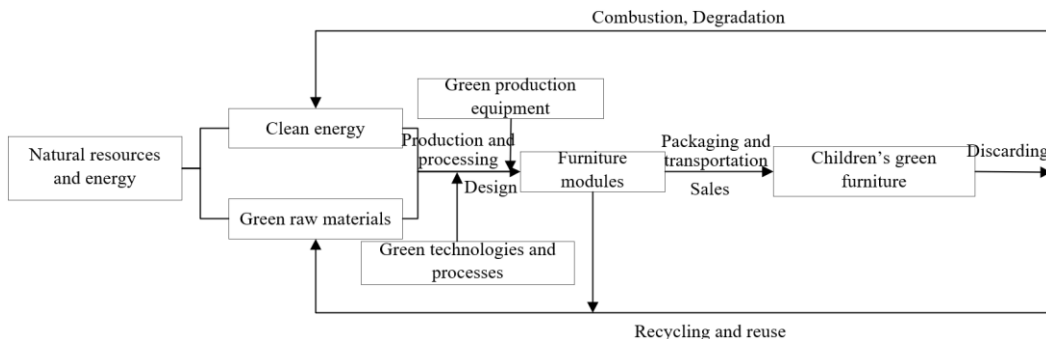 Combustion, Degradation
Green production
equipment
Clean energy
Production and
processing
Packaging and
transportation
Natural resources
and energy
Furniture
modules
Children’s green
furniture
Discarding
Design
Sales
Green raw materials
Green technologies and
processes
Recycling and reuse